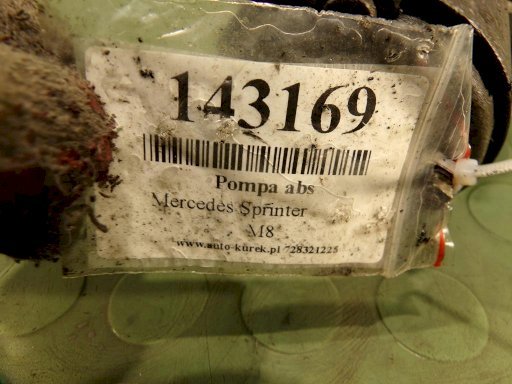 143169
Pompa abs
Mercedes Sprinter
M8
www.auto-kurek.pl 728321225